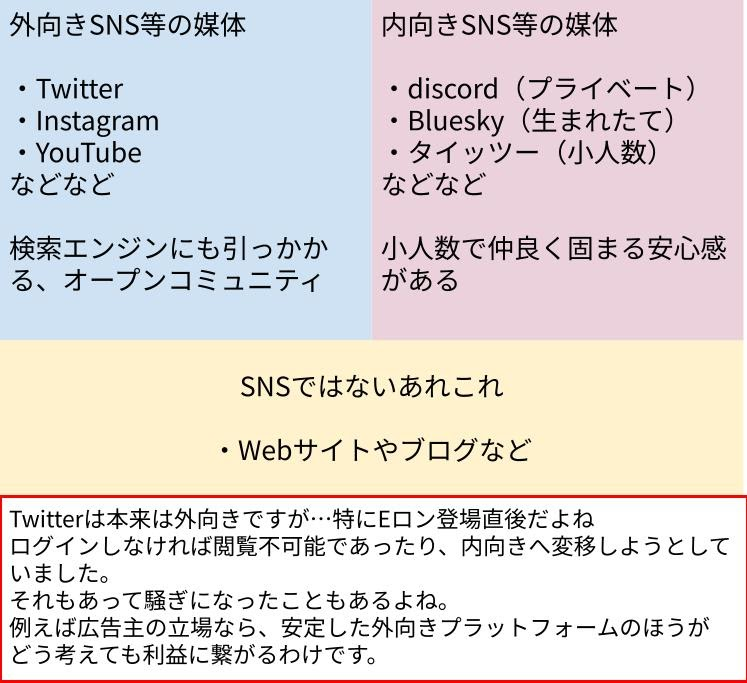 外向きSNS等の媒体
・Twitter
・Instagram
・YouTube
などなど
検索エンジンにも引っかか
る、オープンコミュニティ
内向きSNS等の媒体
・discord（プライベート）
・Bluesky（生まれたて）
・タイッツー（小人数）
などなど
小人数で仲良く固まる安心感
がある
SNSではないあれこれ
・Webサイトやブログなど
Twitterは本来は外向きですが…特にEロン登場直後だよね
ログインしなければ閲覧不可能であったり、内向きへ変移しようとして
いました。
それもあって騒ぎになったこともあるよね。
例えば広告主の立場なら、安定した外向きプラットフォームのほうが
どう考えても利益に繋がるわけです。